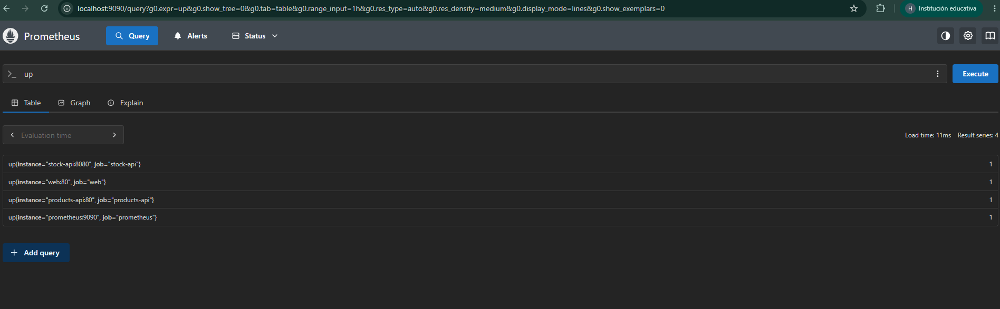 localhost:9090/query?g0.expr=up&g0.show_tree=0&g0.tab=table&g0.range_input=1h&g0.res_type=auto&g0.res_density=medium&g0.display_mode=lines&g0.show_exemplars=0
H Institución educativa
Prometheus Query Alerts Status
>_ up Execute
Table Graph Explain
Evaluation time Load time: 11ms Result series: 4
up{instance="stock-api:8080", job="stock-api"} 1
up{instance="web:80", job="web"} 1
up{instance="products-api:80", job="products-api"} 1
up{instance="prometheus:9090", job="prometheus"} 1
+ Add query